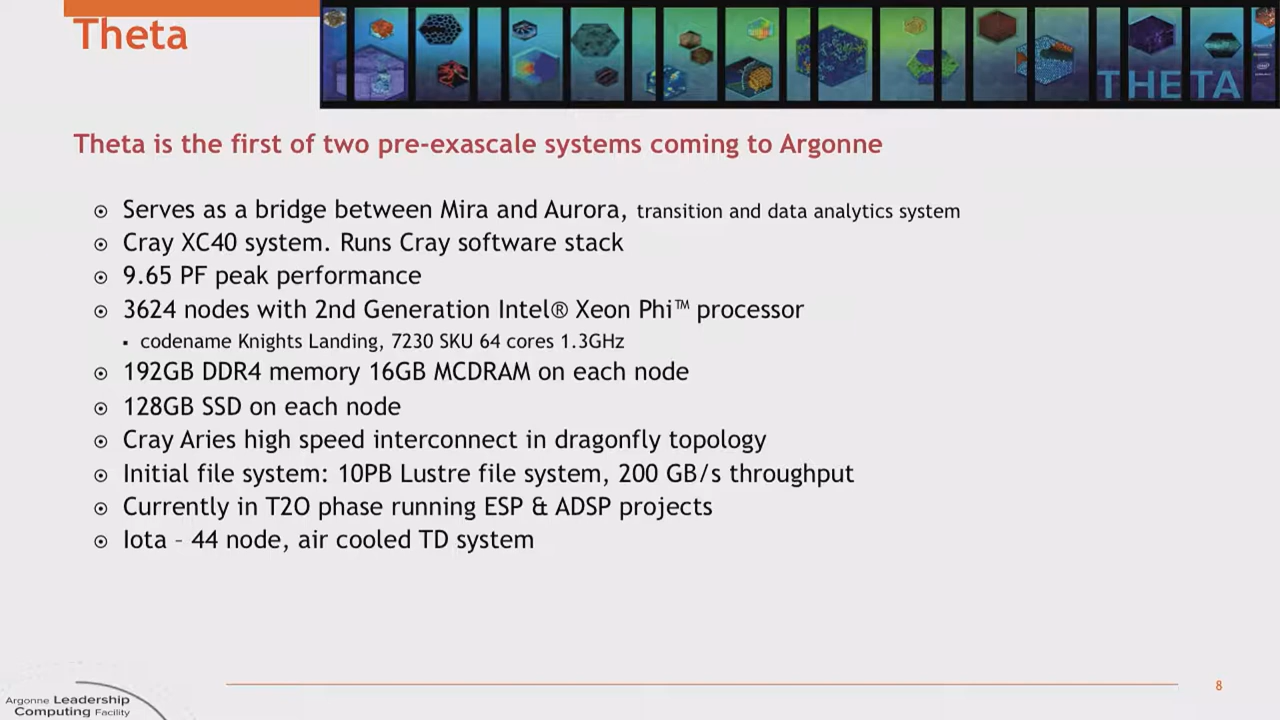 Theta
THETA
Theta is the first of two pre-exascale systems coming to Argonne
⊙ Serves as a bridge between Mira and Aurora, transition and data analytics system
⊙ Cray XC40 system. Runs Cray software stack
⊙ 9.65 PF peak performance
⊙ 3624 nodes with 2nd Generation Intel® Xeon Phi™ processor
▪ codename Knights Landing, 7230 SKU 64 cores 1.3GHz
⊙ 192GB DDR4 memory 16GB MCDRAM on each node
⊙ 128GB SSD on each node
⊙ Cray Aries high speed interconnect in dragonfly topology
⊙ Initial file system: 10PB Lustre file system, 200 GB/s throughput
⊙ Currently in T2O phase running ESP & ADSP projects
⊙ Iota – 44 node, air cooled TD system
Argonne Leadership
Computing Facility
8